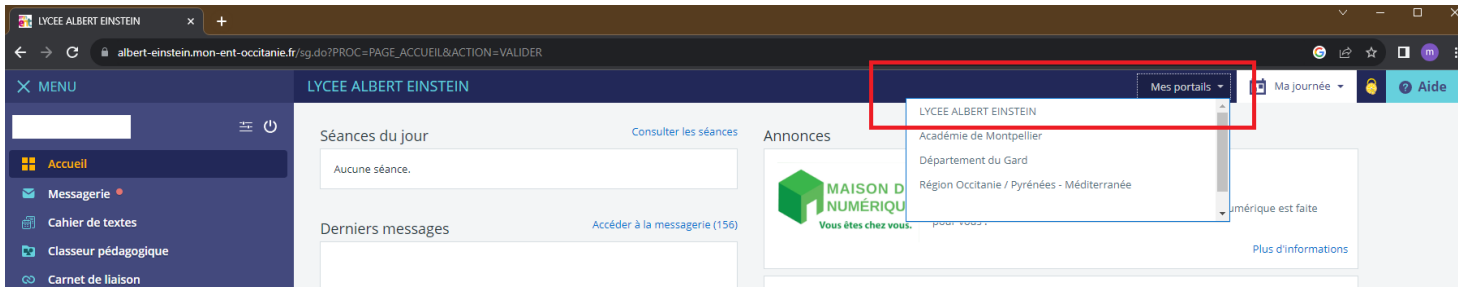 LYCEE ALBERT EINSTEIN
albert-einstein.mon-ent-occitanie.fr/sg.do?PROC=PAGE_ACCUEIL&ACTION=VALIDER
m
MENU
LYCEE ALBERT EINSTEIN
Mes portails
Ma journée
Aide
LYCEE ALBERT EINSTEIN
Académie de Montpellier
Département du Gard
Région Occitanie / Pyrénées - Méditerranée
Accueil
Messagerie
Cahier de textes
Classeur pédagogique
Carnet de liaison
Séances du jour
Consulter les séances
Aucune séance.
Derniers messages
Accéder à la messagerie (156)
Annonces
MAISON D
NUMÉRIQU
Vous êtes chez vous.
umérique est faite
pour vous !
Plus d'informations